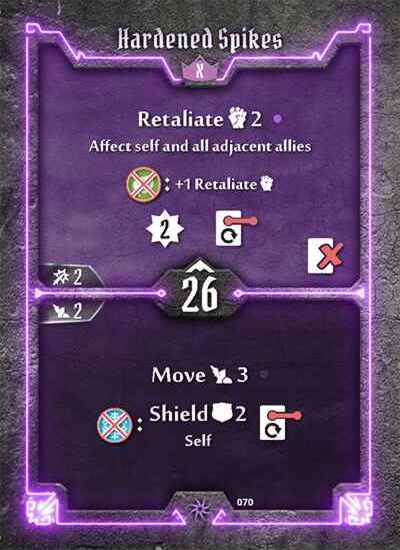 Hardened Spikes
X
Retaliate 2
Affect self and all adjacent allies
: +1 Retaliate
2
2
26
2
Move 3
: Shield 2
Self
070